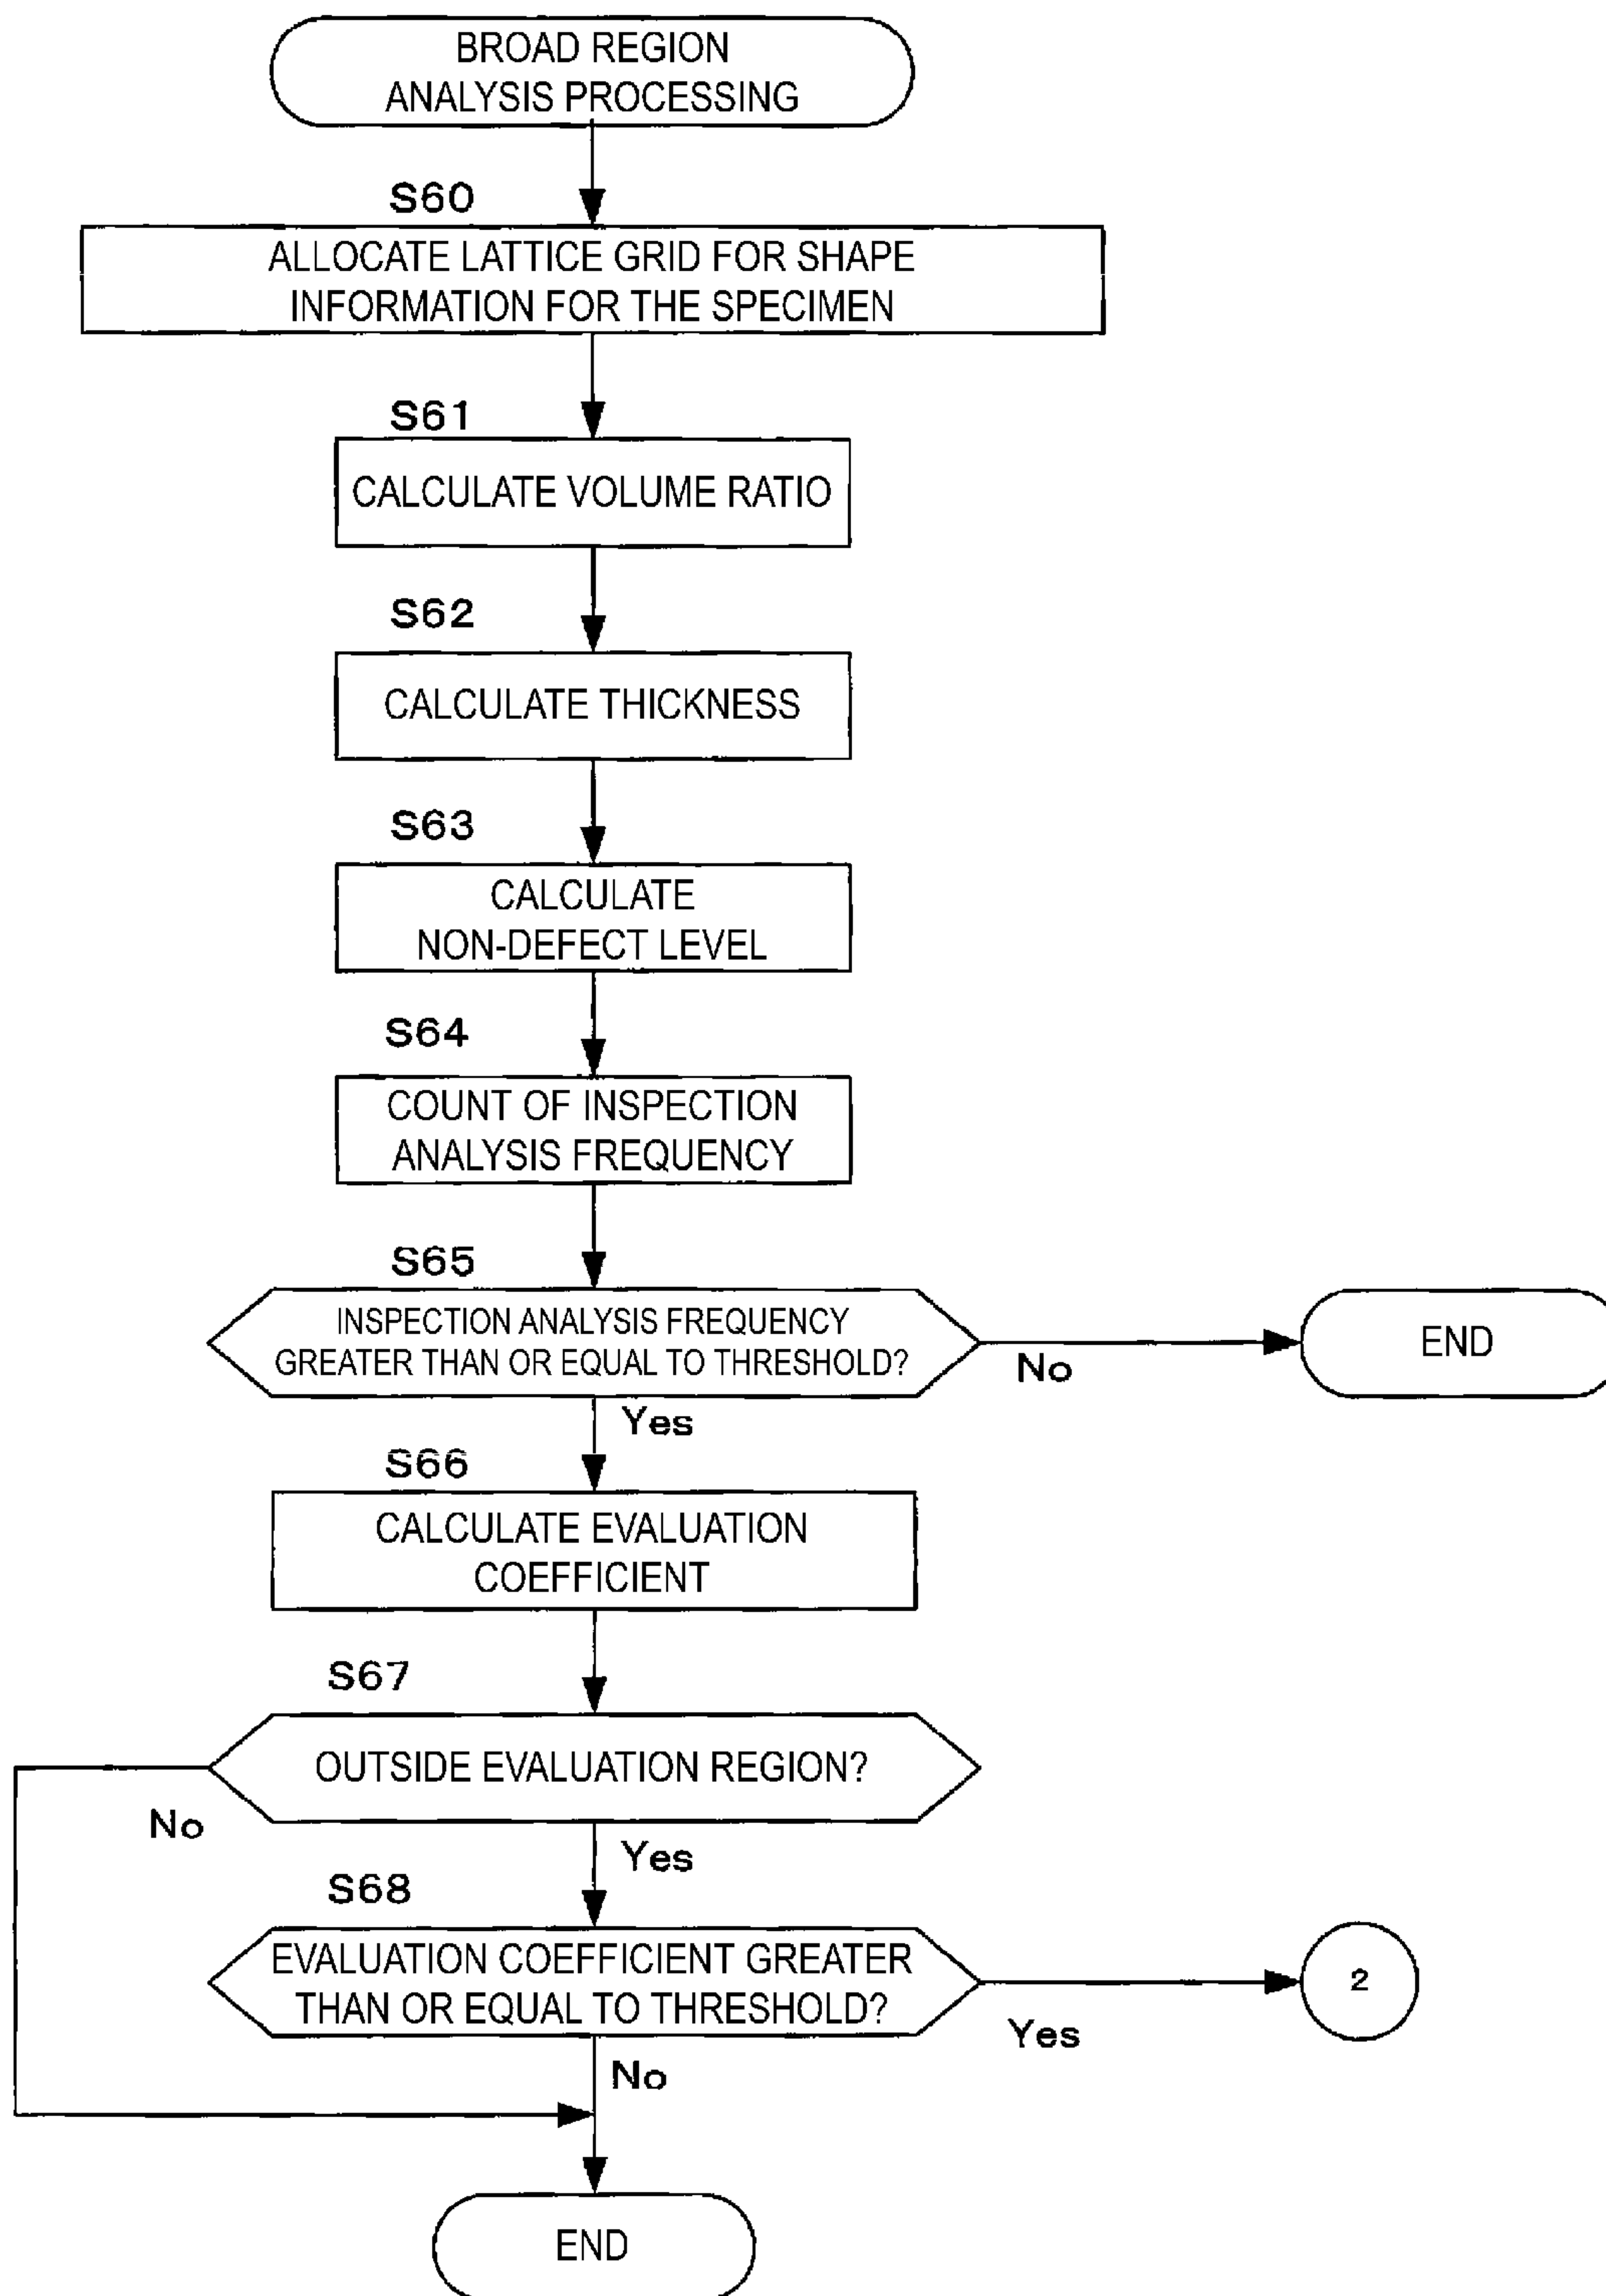 BROAD REGION
ANALYSIS PROCESSING
S60
ALLOCATE LATTICE GRID FOR SHAPE
INFORMATION FOR THE SPECIMEN
S61
CALCULATE VOLUME RATIO
S62
CALCULATE THICKNESS
S63
CALCULATE
NON-DEFECT LEVEL
S64
COUNT OF INSPECTION
ANALYSIS FREQUENCY
S65
INSPECTION ANALYSIS FREQUENCY
GREATER THAN OR EQUAL TO THRESHOLD?
No
END
Yes
S66
CALCULATE EVALUATION
COEFFICIENT
S67
OUTSIDE EVALUATION REGION?
No
Yes
S68
EVALUATION COEFFICIENT GREATER
THAN OR EQUAL TO THRESHOLD?
Yes
2
No
END